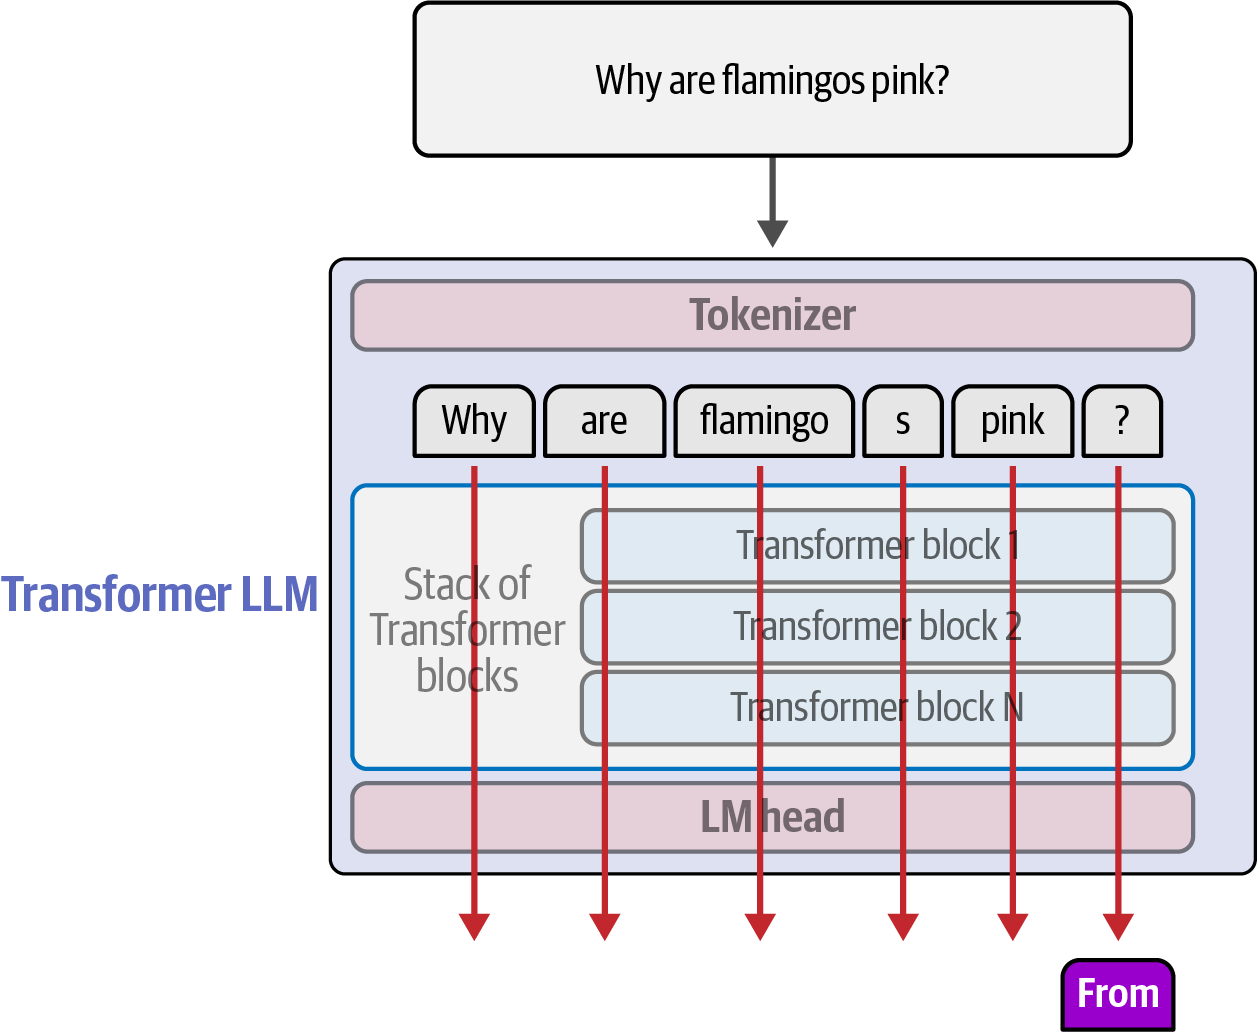 Why are flamingos pink?
Tokenizer
Why are flamingo s pink ?
Transformer LLM
Stack of
Transformer
blocks
Transformer block 1
Transformer block 2
Transformer block N
LM head
From